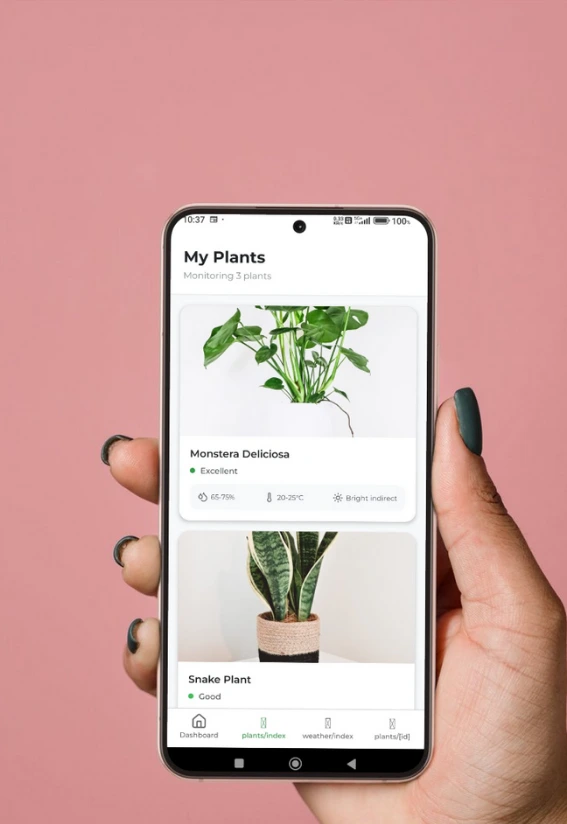 10:37
100%
My Plants
Monitoring 3 plants
Monstera Deliciosa
Excellent
65-75%
20-25°C
Bright indirect
Snake Plant
Good
Dashboard
plants/index
weather/index
plants/[id]